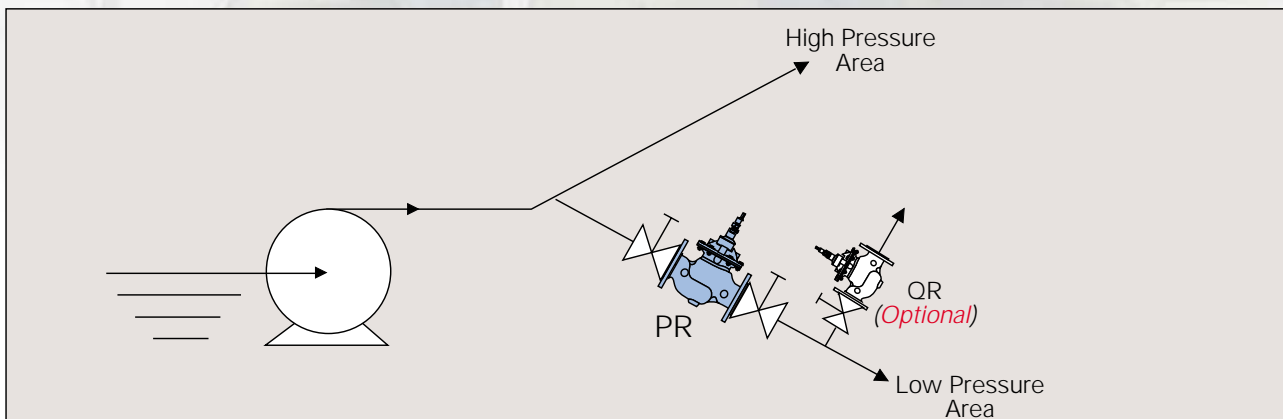 High Pressure
Area
PR
QR
(Optional)
Low Pressure
Area